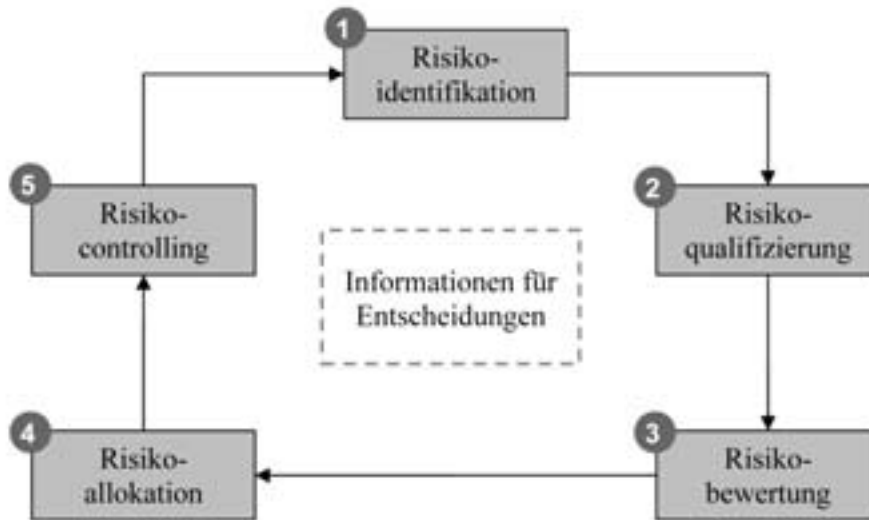 1
Risiko-
identifikation
2
Risiko-
qualifizierung
3
Risiko-
bewertung
4
Risiko-
allokation
5
Risiko-
controlling
Informationen für
Entscheidungen